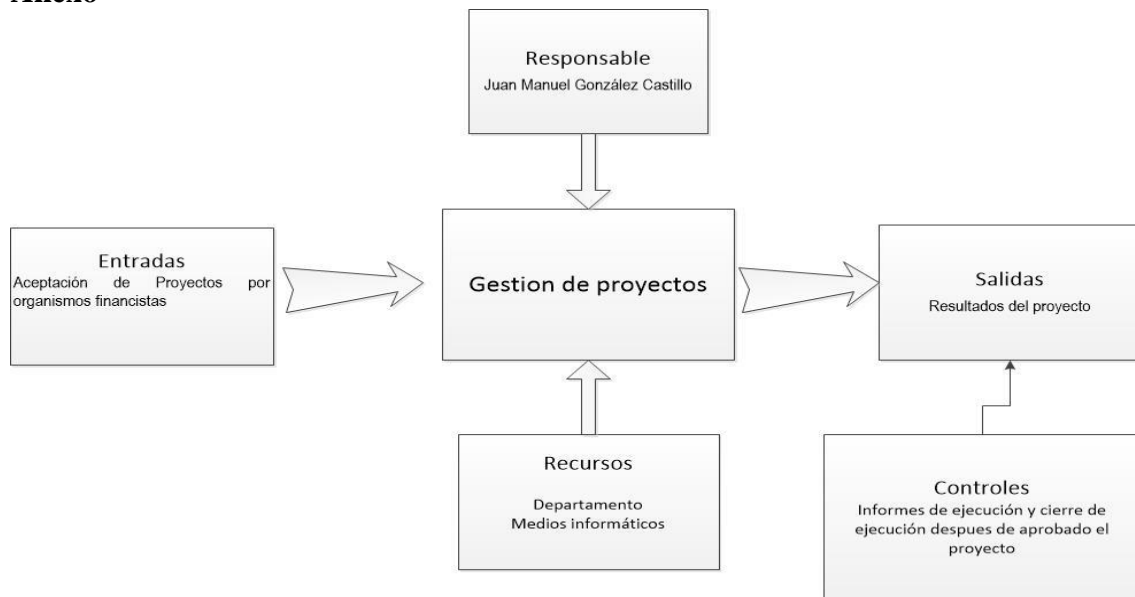 Anexo
Responsable
Juan Manuel González Castillo
Entradas
Aceptación de Proyectos por
organismos financistas
Gestion de proyectos
Salidas
Resultados del proyecto
Recursos
Departamento
Medios informáticos
Controles
Informes de ejecución y cierre de
ejecución despues de aprobado el
proyecto